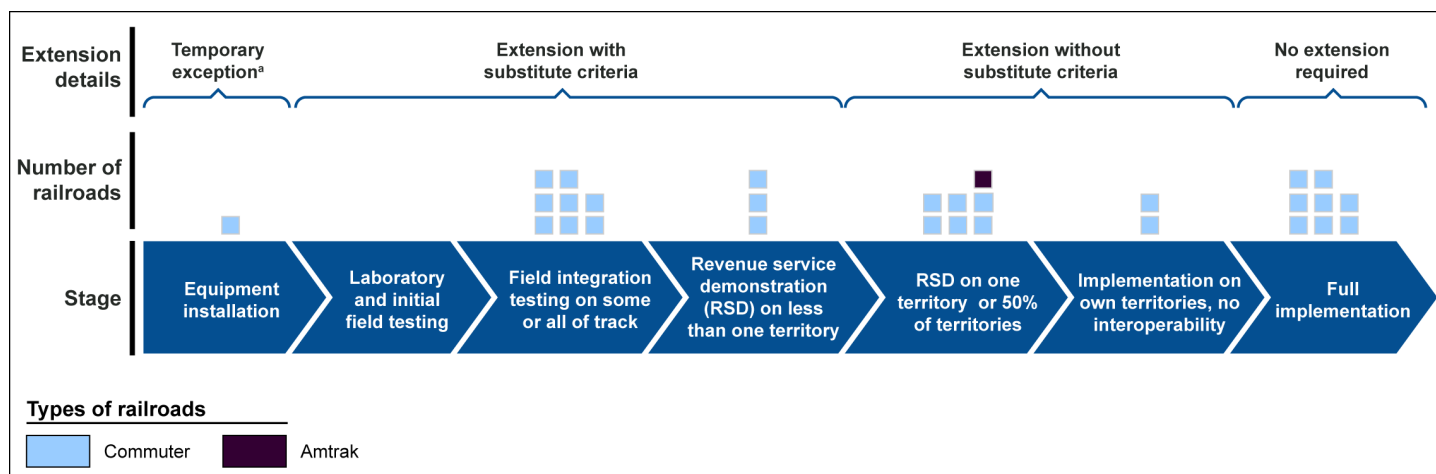 Extension
details
Temporary
exceptionᵃ
Extension with
substitute criteria
Extension without
substitute criteria
No extension
required
Number of
railroads
Stage
Equipment
installation
Laboratory
and initial
field testing
Field integration
testing on some
or all of track
Revenue service
demonstration
(RSD) on less
than one territory
RSD on one
territory or 50%
of territories
Implementation on
own territories, no
interoperability
Full
implementation
Types of railroads
Commuter
Amtrak